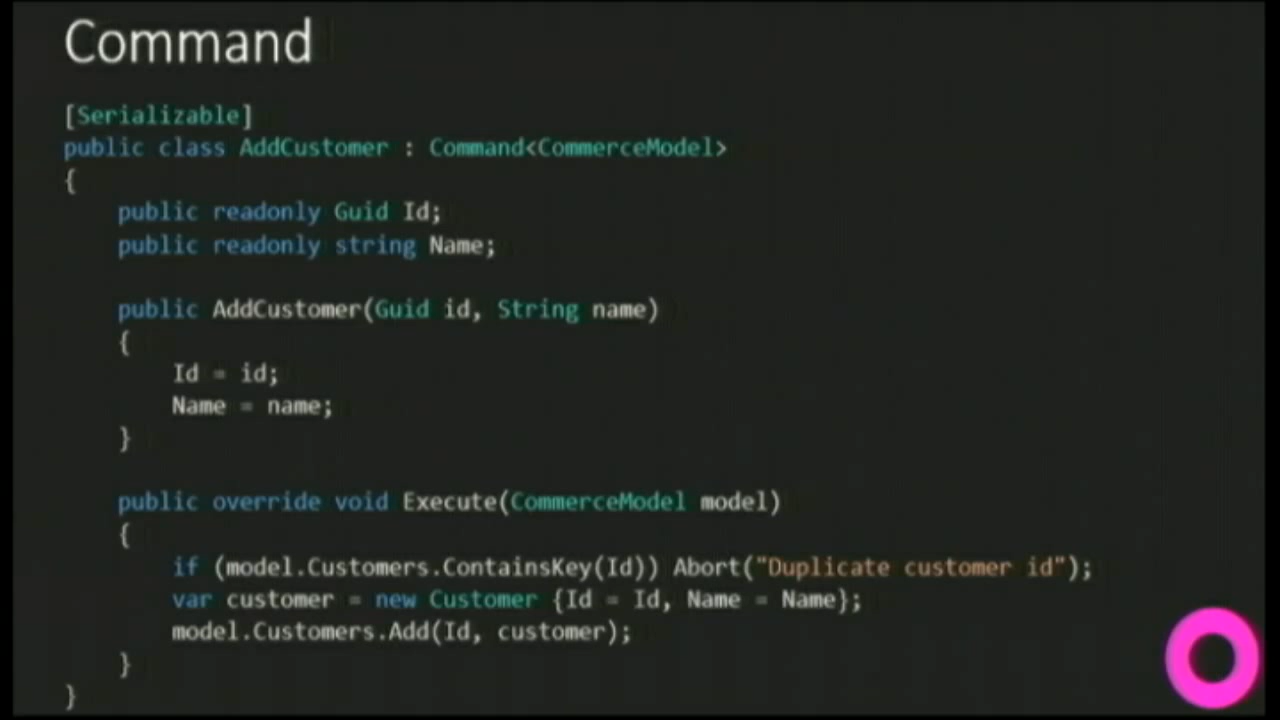 Command
[Serializable]
public class AddCustomer : Command<CommerceModel>
{
    public readonly Guid Id;
    public readonly string Name;

    public AddCustomer(Guid id, String name)
    {
        Id = id;
        Name = name;
    }

    public override void Execute(CommerceModel model)
    {
        if (model.Customers.ContainsKey(Id)) Abort("Duplicate customer id");
        var customer = new Customer {Id = Id, Name = Name};
        model.Customers.Add(Id, customer);
    }
}